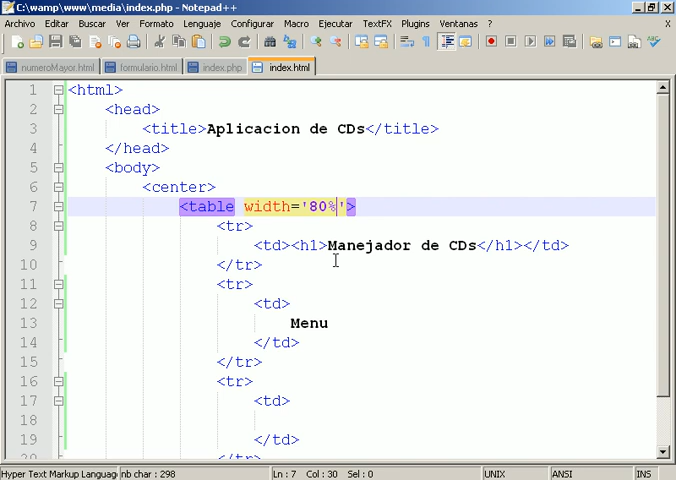 C:\wamp\www\media\index.php - Notepad++
Archivo Editar Buscar Ver Formato Lenguaje Configurar Macro Ejecutar TextFX Plugins Ventanas ? X
numeroMayor.html formulario.html index.php index.html
1 <html>
2 <head>
3 <title>Aplicacion de CDs</title>
4 </head>
5 <body>
6 <center>
7 <table width='80%'>
8 <tr>
9 <td><h1>Manejador de CDs</h1></td>
10 </tr>
11 <tr>
12 <td>
13 Menu
14 </td>
15 </tr>
16 <tr>
17 <td>
18
19 </td>
20 </tr>
Hyper Text Markup Languag nb char : 298 Ln : 7 Col : 30 Sel : 0 UNIX ANSI INS